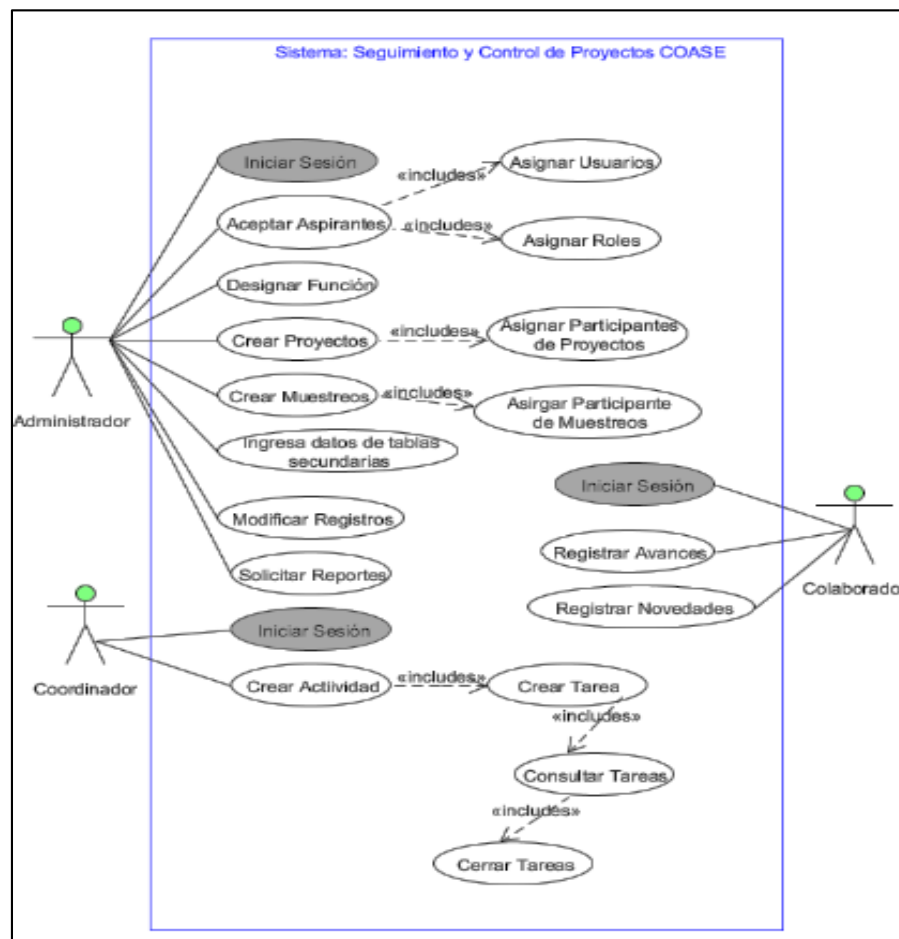 Sistema: Seguimiento y Control de Proyectos COASE
Iniciar Sesión
Asignar Usuarios
«includes»
Aceptar Aspirantes
«includes»
Asignar Roles
Designar Función
Crear Proyectos
«includes»
Asignar Participantes
de Proyectos
Administrador
Crear Muestreos
«includes»
Asirgar Participante
de Muestreos
Ingresa datos de tablas
secundarias
Iniciar Sesión
Modificar Registros
Registrar Avances
Solicitar Reportes
Colaborado
Registrar Novedades
Iniciar Sesión
Coordinador
Crear Actiividad
«includes»
Crear Tarea
«includes»
Consultar Tareas
«includes»
Cerrar Tareas